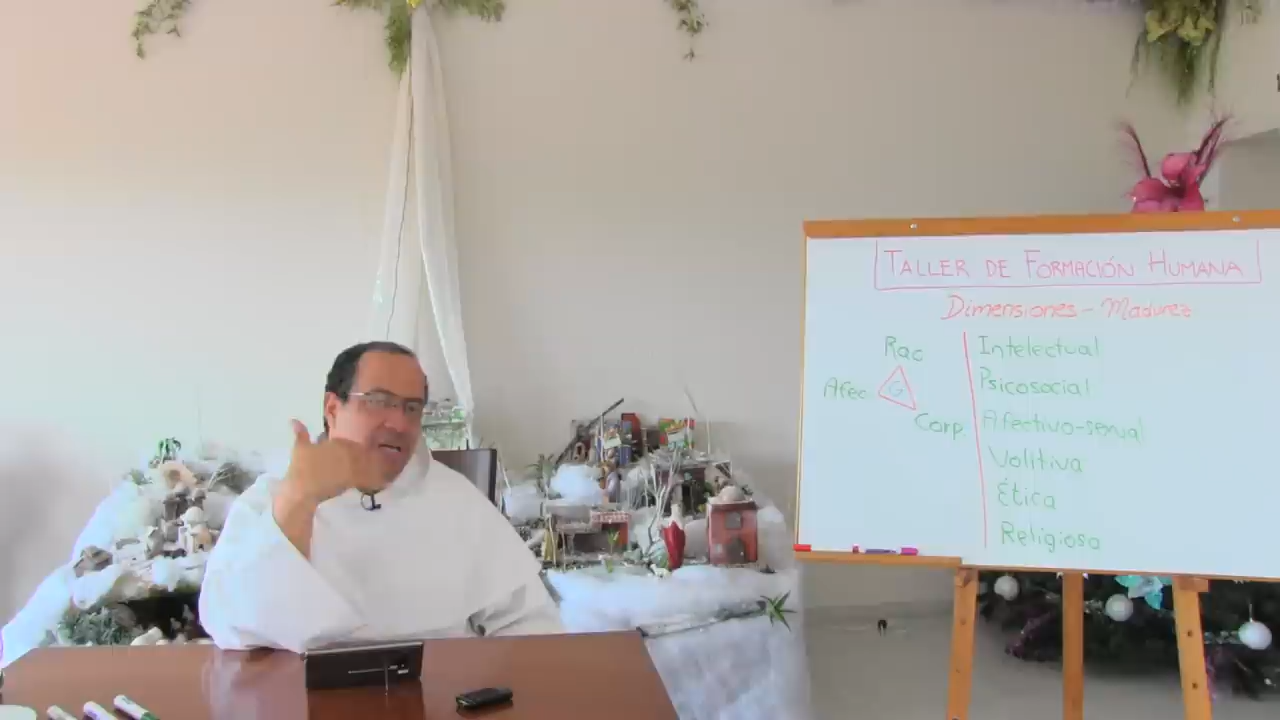 TALLER DE FORMACIÓN HUMANA
Dimensiones - Madurez
Rac
Afec
G
Corp
Intelectual
Psicosocial
Afectivo-sexual
Volitiva
Ética
Religiosa